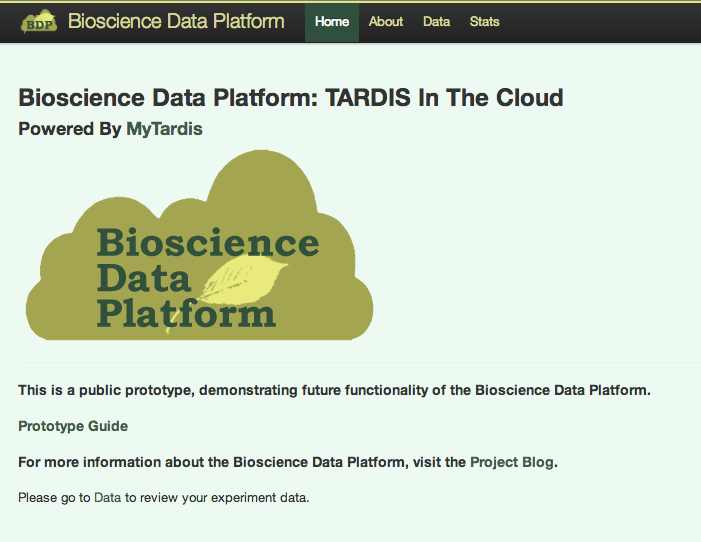 BDP Bioscience Data Platform Home About Data Stats
Bioscience Data Platform: TARDIS In The Cloud
Powered By MyTardis
Bioscience
Data
Platform
This is a public prototype, demonstrating future functionality of the Bioscience Data Platform.
Prototype Guide
For more information about the Bioscience Data Platform, visit the Project Blog.
Please go to Data to review your experiment data.